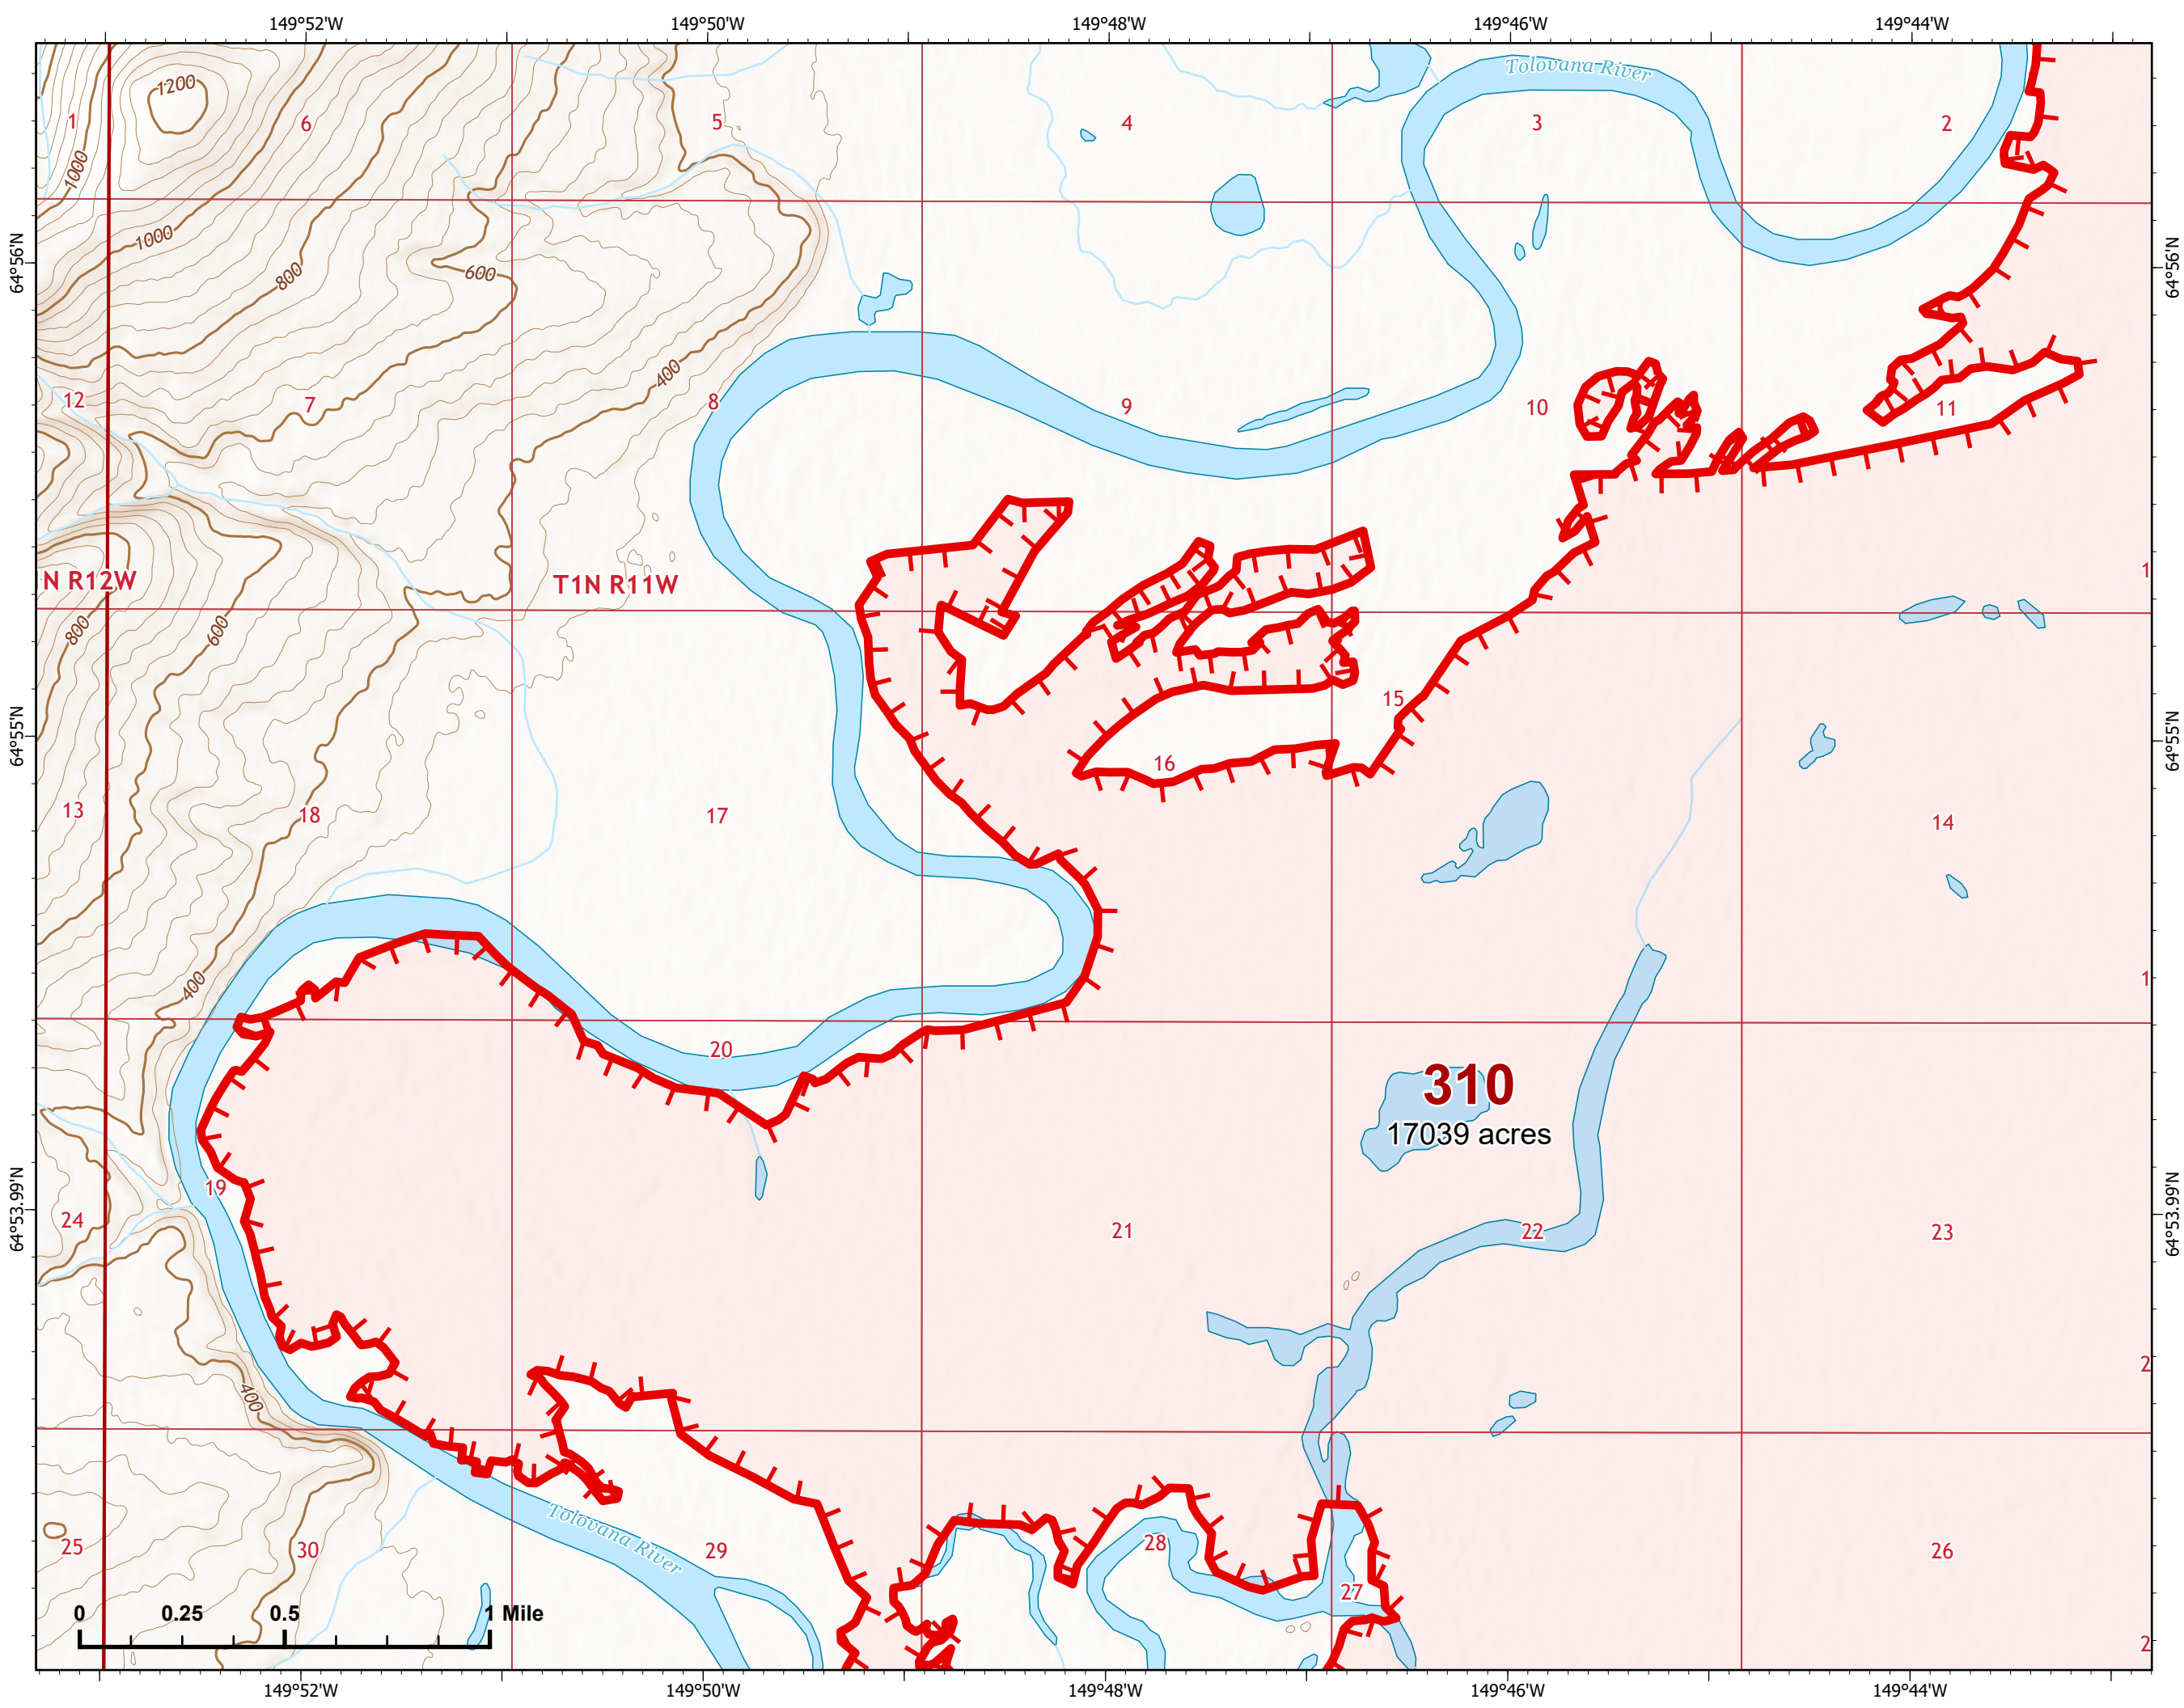 149°52'W 149°50'W 149°48'W 149°46'W 149°44'W
Tolovana River
1200
1 6 5 4 3 2
1000
1000
64°56'N 800 600 64°56'N
400
12 7 8 9 10 11
N R12W T1N R11W 1
800 600
15
64°55'N 64°55'N
16
13 18 17 14
400 1
20
310
17039 acres
19
64°53.99'N 24 21 22 23 64°53.99'N
2
400
Tolovana River
25 30 29 28 26
27
0 0.25 0.5 1 Mile
2
149°52'W 149°50'W 149°48'W 149°46'W 149°44'W